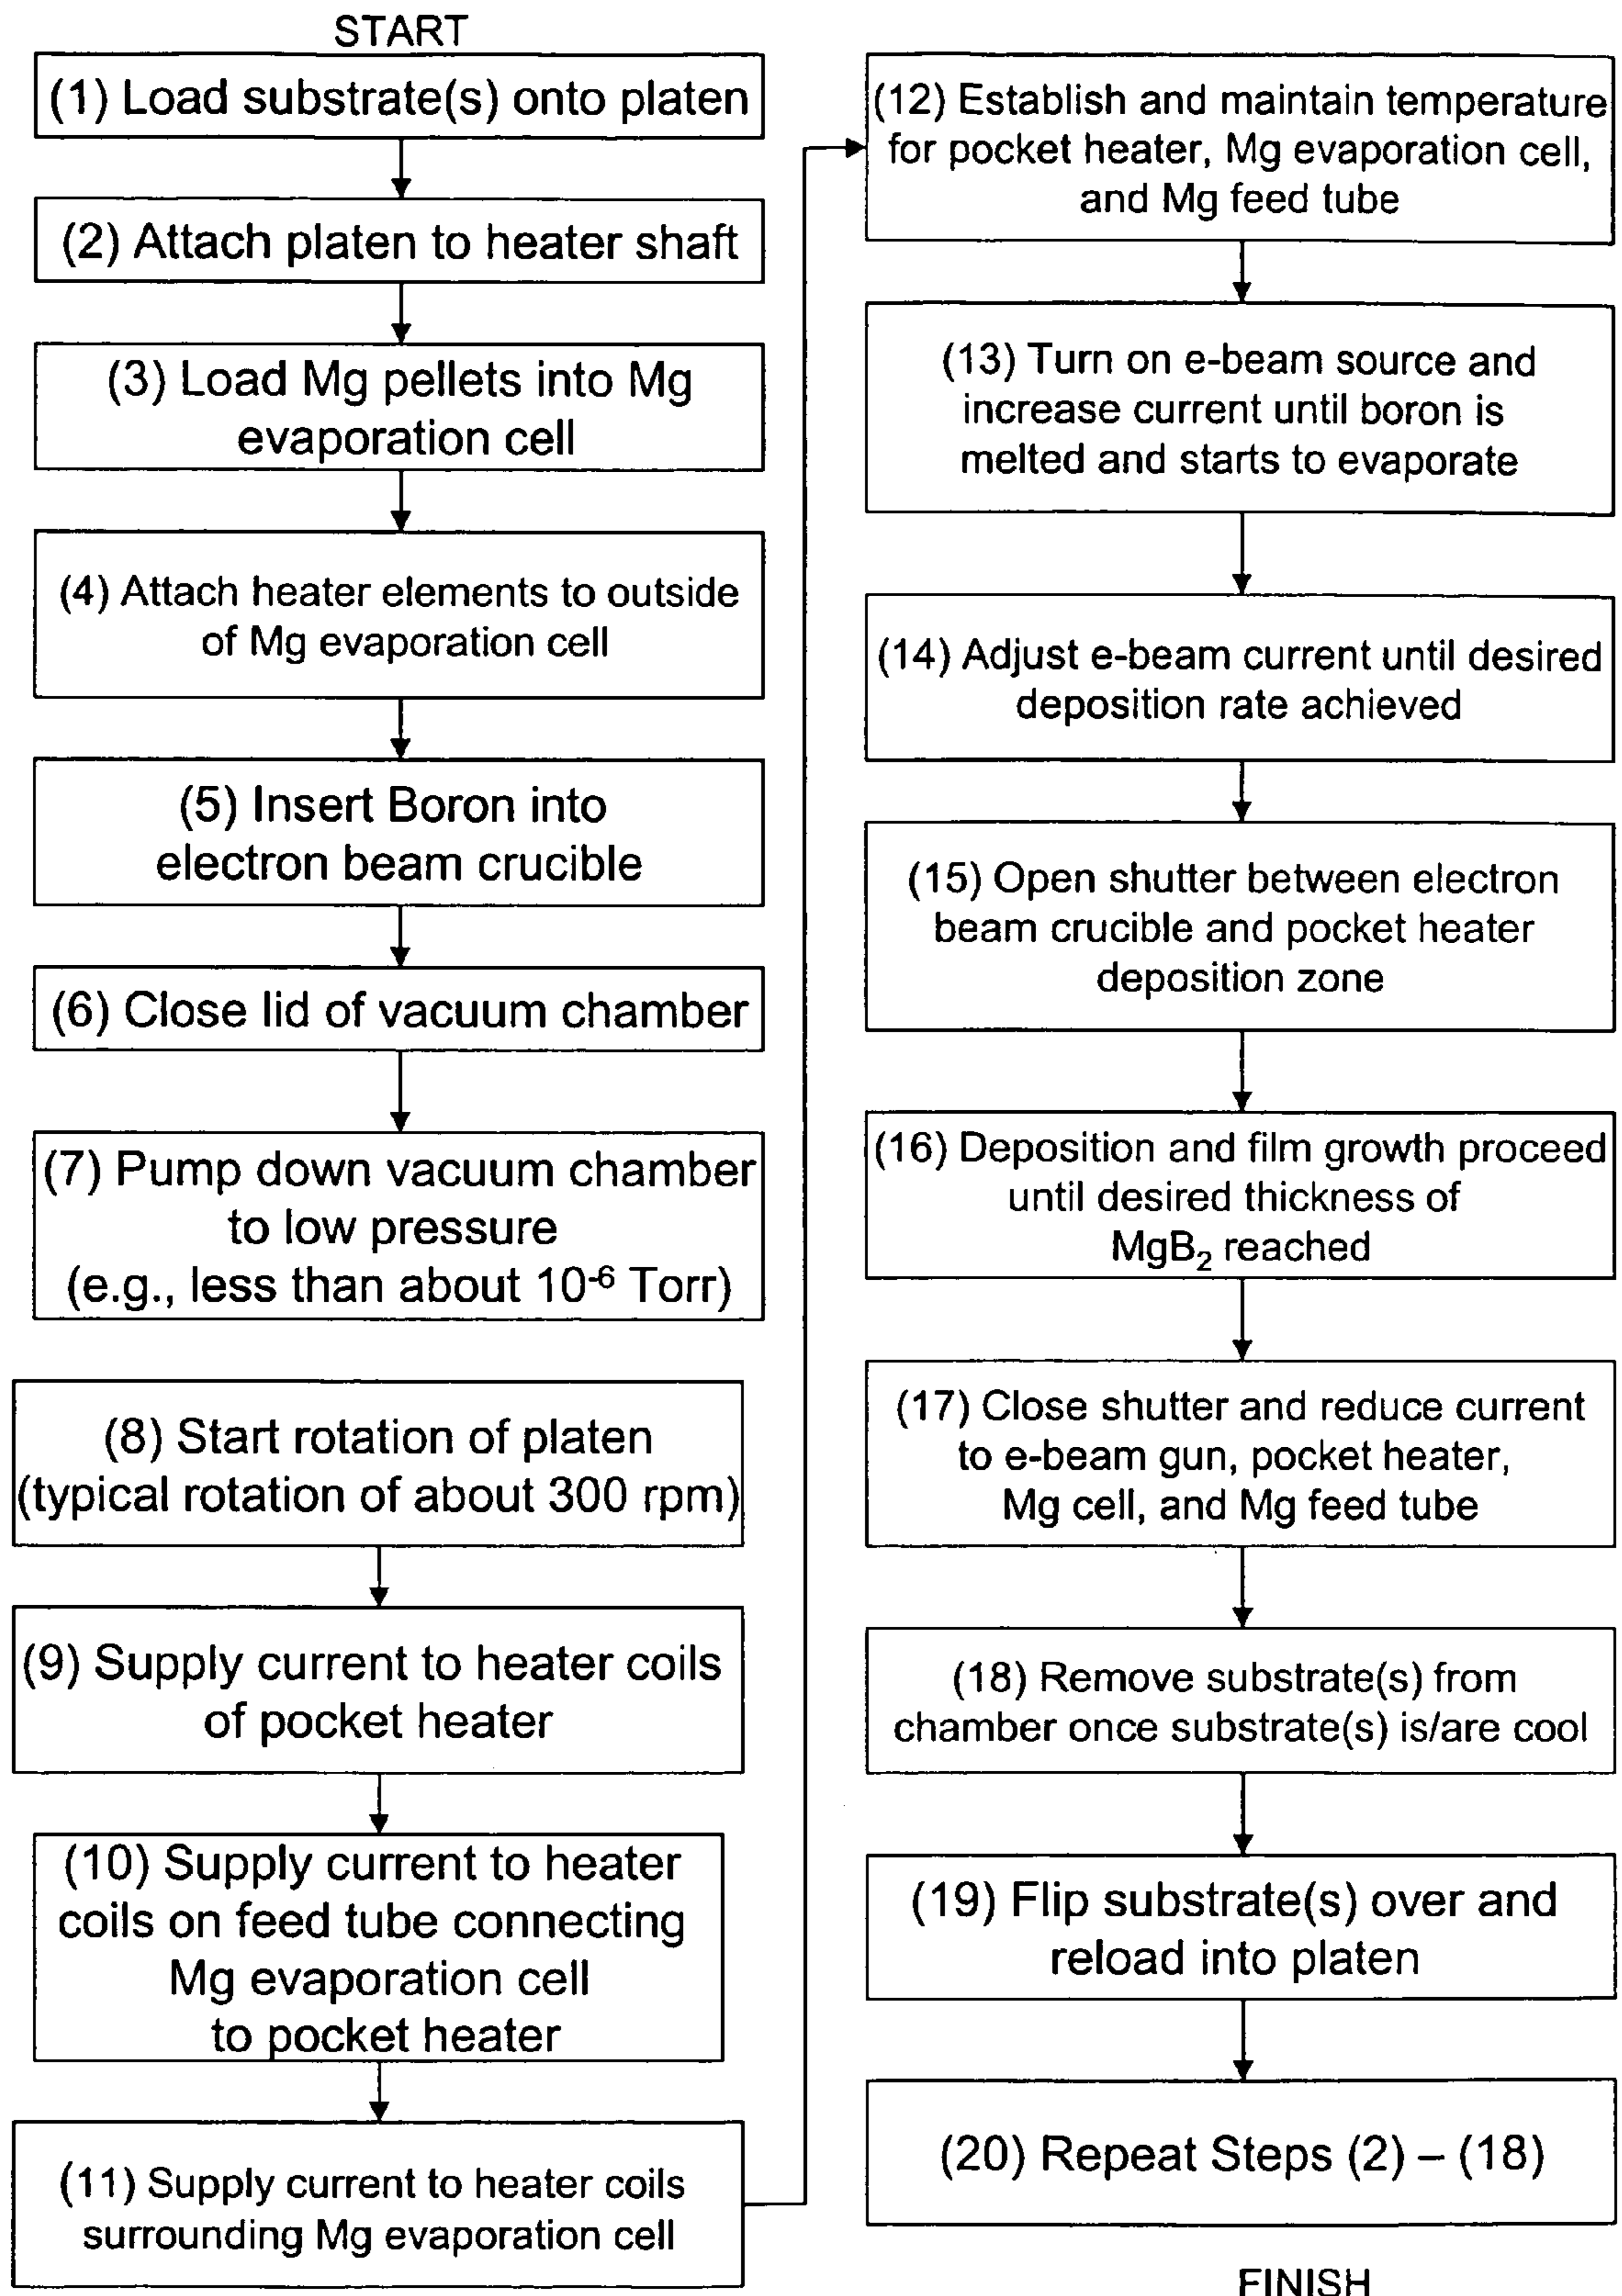 START
(1) Load substrate(s) onto platen
(2) Attach platen to heater shaft
(3) Load Mg pellets into Mg
evaporation cell
(4) Attach heater elements to outside
of Mg evaporation cell
(5) Insert Boron into
electron beam crucible
(6) Close lid of vacuum chamber
(7) Pump down vacuum chamber
to low pressure
(e.g., less than about 10⁻⁶ Torr)
(8) Start rotation of platen
(typical rotation of about 300 rpm)
(9) Supply current to heater coils
of pocket heater
(10) Supply current to heater
coils on feed tube connecting
Mg evaporation cell
to pocket heater
(11) Supply current to heater coils
surrounding Mg evaporation cell
(12) Establish and maintain temperature
for pocket heater, Mg evaporation cell,
and Mg feed tube
(13) Turn on e-beam source and
increase current until boron is
melted and starts to evaporate
(14) Adjust e-beam current until desired
deposition rate achieved
(15) Open shutter between electron
beam crucible and pocket heater
deposition zone
(16) Deposition and film growth proceed
until desired thickness of
MgB₂ reached
(17) Close shutter and reduce current
to e-beam gun, pocket heater,
Mg cell, and Mg feed tube
(18) Remove substrate(s) from
chamber once substrate(s) is/are cool
(19) Flip substrate(s) over and
reload into platen
(20) Repeat Steps (2) – (18)
FINISH